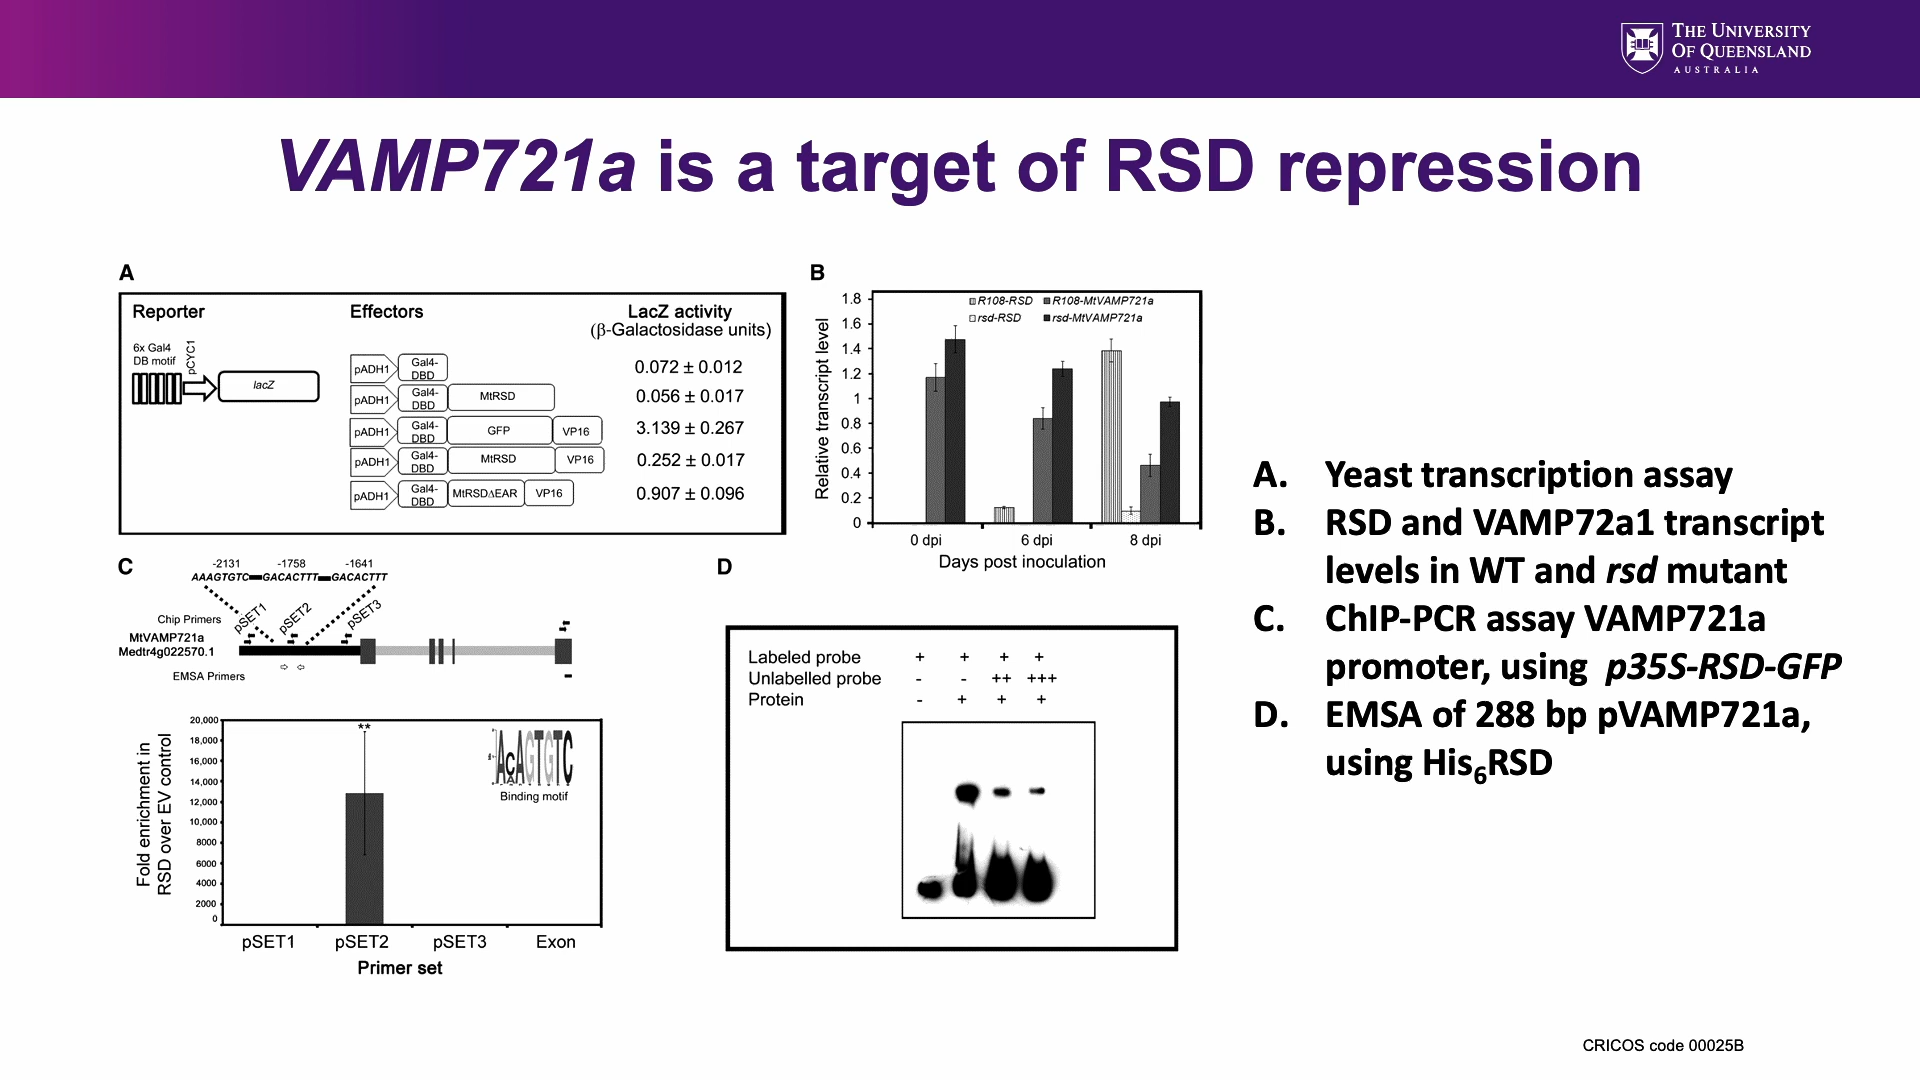 THE UNIVERSITY
OF QUEENSLAND
AUSTRALIA
VAMP721a is a target of RSD repression
A
Reporter
Effectors
LacZ activity
(β-Galactosidase units)
6x Gal4
DB motif
pCYC1
lacZ
pADH1 Gal4-DBD 0.072 ± 0.012
pADH1 Gal4-DBD MtRSD 0.056 ± 0.017
pADH1 Gal4-DBD GFP VP16 3.139 ± 0.267
pADH1 Gal4-DBD MtRSD VP16 0.252 ± 0.017
pADH1 Gal4-DBD MtRSDΔEAR VP16 0.907 ± 0.096
B
R108-RSD R108-MtVAMP721a
rsd-RSD rsd-MtVAMP721a
Relative transcript level
1.8
1.6
1.4
1.2
1
0.8
0.6
0.4
0.2
0
0 dpi 6 dpi 8 dpi
Days post inoculation
C
-2131 -1758 -1641
AAAGTGTC GACACTTT GACACTTT
Chip Primers
pSET1 pSET2 pSET3
MtVAMP721a
Medtr4g022570.1
EMSA Primers
Fold enrichment in
RSD over EV control
20,000
18,000
16,000
14,000
12,000
10,000
8000
6000
4000
2000
0
**
ACAGTGTC
Binding motif
pSET1 pSET2 pSET3 Exon
Primer set
D
Labeled probe + + + +
Unlabelled probe - - ++ +++
Protein - + + +
A. Yeast transcription assay
B. RSD and VAMP72a1 transcript
levels in WT and rsd mutant
C. ChIP-PCR assay VAMP721a
promoter, using p35S-RSD-GFP
D. EMSA of 288 bp pVAMP721a,
using His₆RSD
CRICOS code 00025B